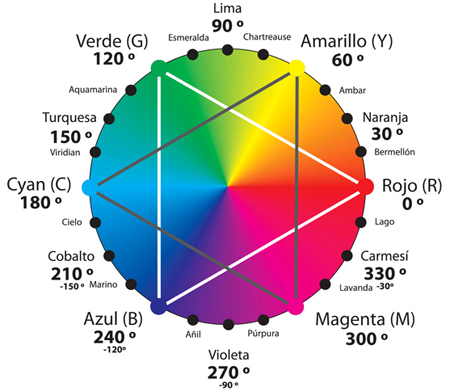 Lima
90 º
Esmeralda
Chartreause
Verde (G)
120 º
Amarillo (Y)
60 º
Aquamarina
Ambar
Turquesa
150 º
Naranja
30 º
Viridian
Bermellón
Cyan (C)
180 º
Rojo (R)
0 º
Cielo
Lago
Cobalto
210 º
-150º
Carmesí
330 º
-30º
Marino
Lavanda
Azul (B)
240 º
-120º
Añil
Púrpura
Magenta (M)
300 º
Violeta
270 º
-90 º